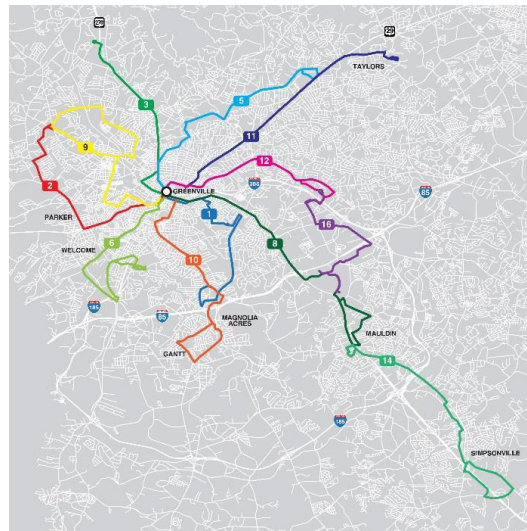 276
29
TAYLORS
3
5
11
9
12
2
GREENVILLE
385
85
PARKER
1
16
WELCOME
6
8
10
185
85
MAGNOLIA
ACRES
MAULDIN
GANTT
14
185
SIMPSONVILLE